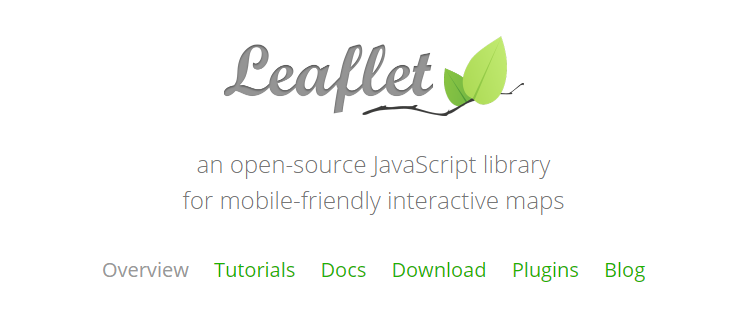 Leaflet
an open-source JavaScript library
for mobile-friendly interactive maps
Overview Tutorials Docs Download Plugins Blog